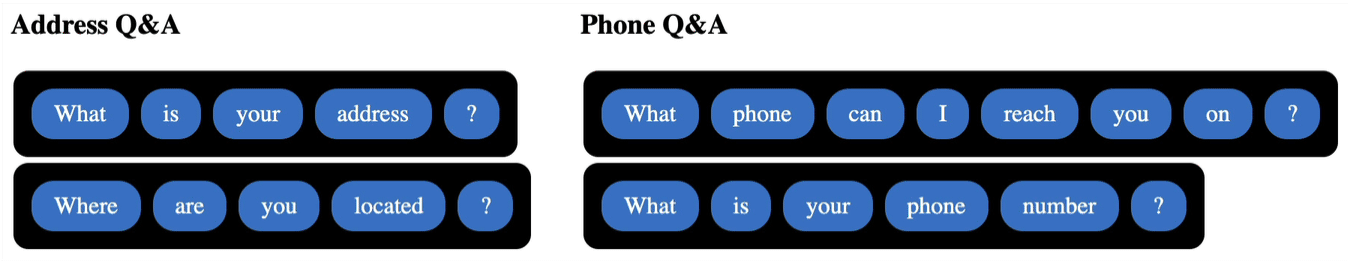 Address Q&A
What is your address ?
Where are you located ?
Phone Q&A
What phone can I reach you on ?
What is your phone number ?